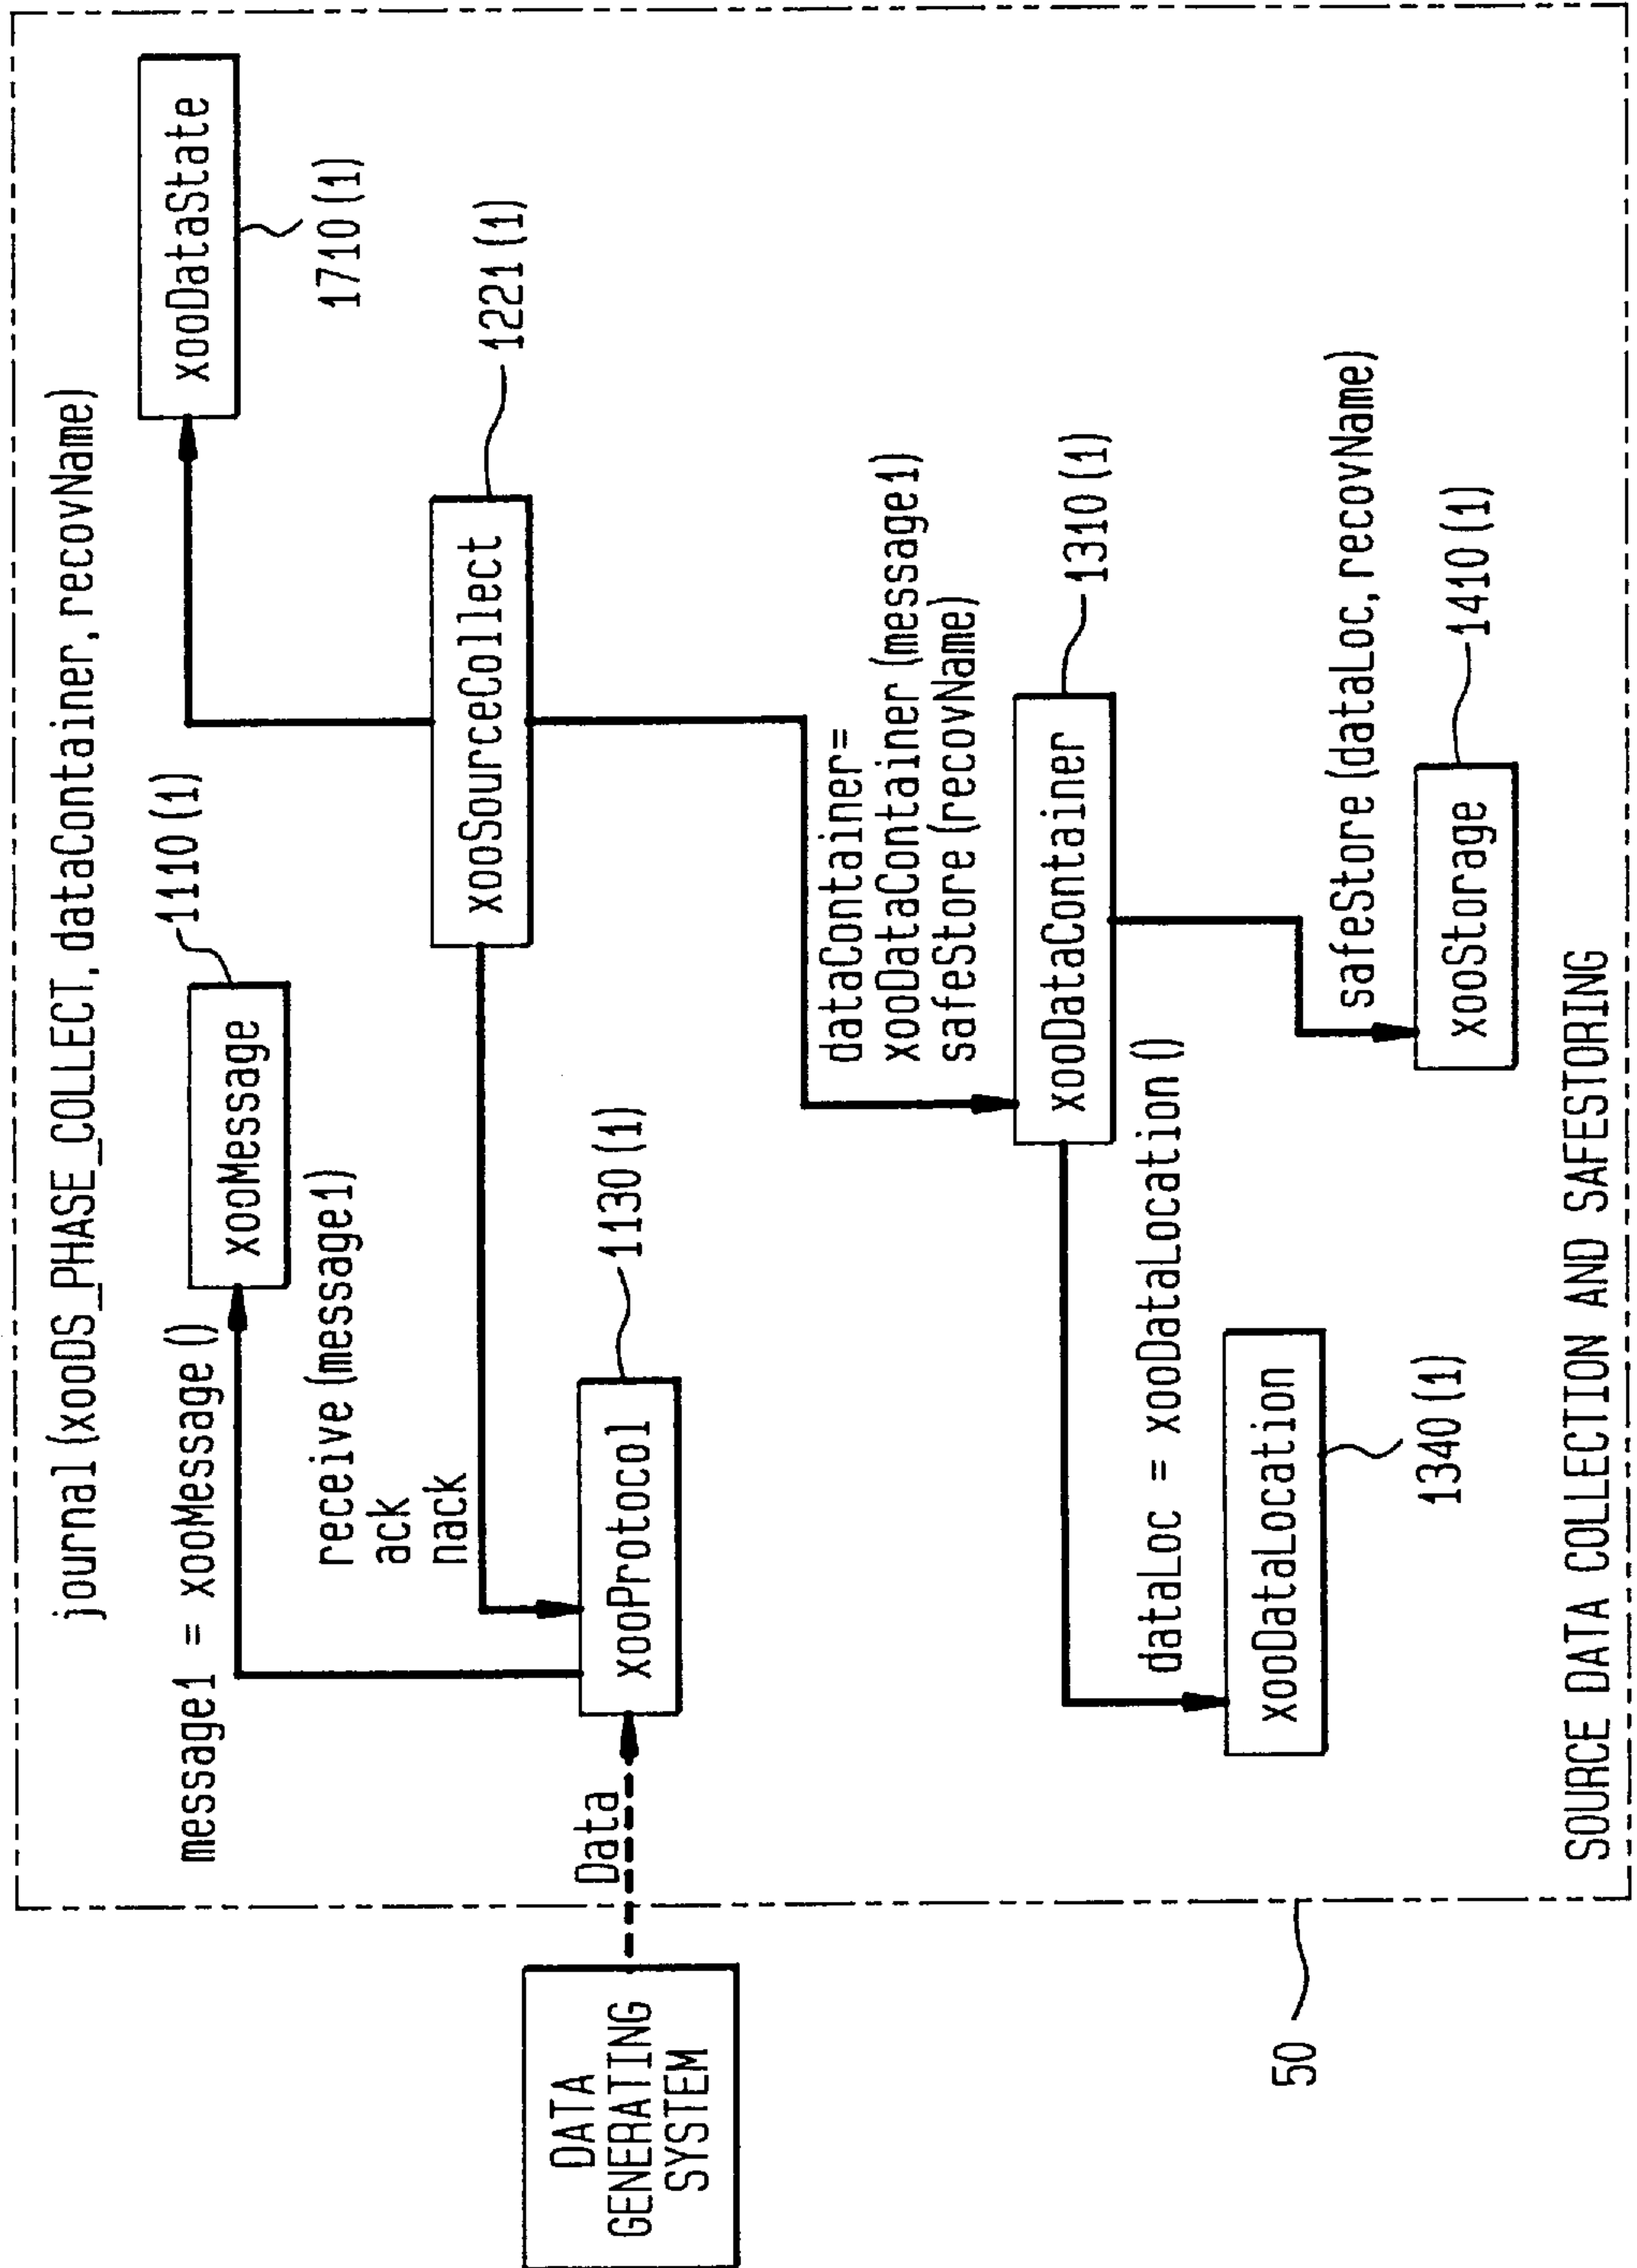 journal (xooDS_PHASE_COLLECT, dataContainer, recovName)
message1 = xooMessage ()
xooMessage
1110 (1)
xooDataState
1710 (1)
receive (message1)
ack
nack
xooSourceCollect
1221 (1)
DATA
GENERATING
SYSTEM
Data
xooProtocol
1130 (1)
dataContainer=
xooDataContainer (message1)
safeStore (recovName)
xooDataContainer
1310 (1)
dataLoc = xooDataLocation ()
xooDataLocation
1340 (1)
safeStore (dataLoc, recovName)
xooStorage
1410 (1)
50
SOURCE DATA COLLECTION AND SAFESTORING